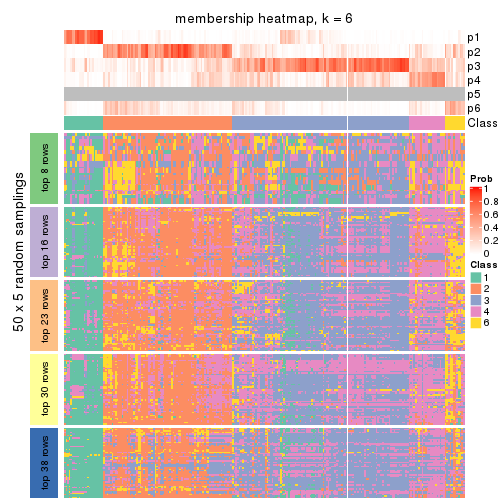 membership heatmap, k = 6
p1
p2
p3
p4
p5
p6
Class
50 x 5 random samplings
top 8 rows
top 16 rows
top 23 rows
top 30 rows
top 38 rows
Prob
1
0.8
0.6
0.4
0.2
0
Class
1
2
3
4
6